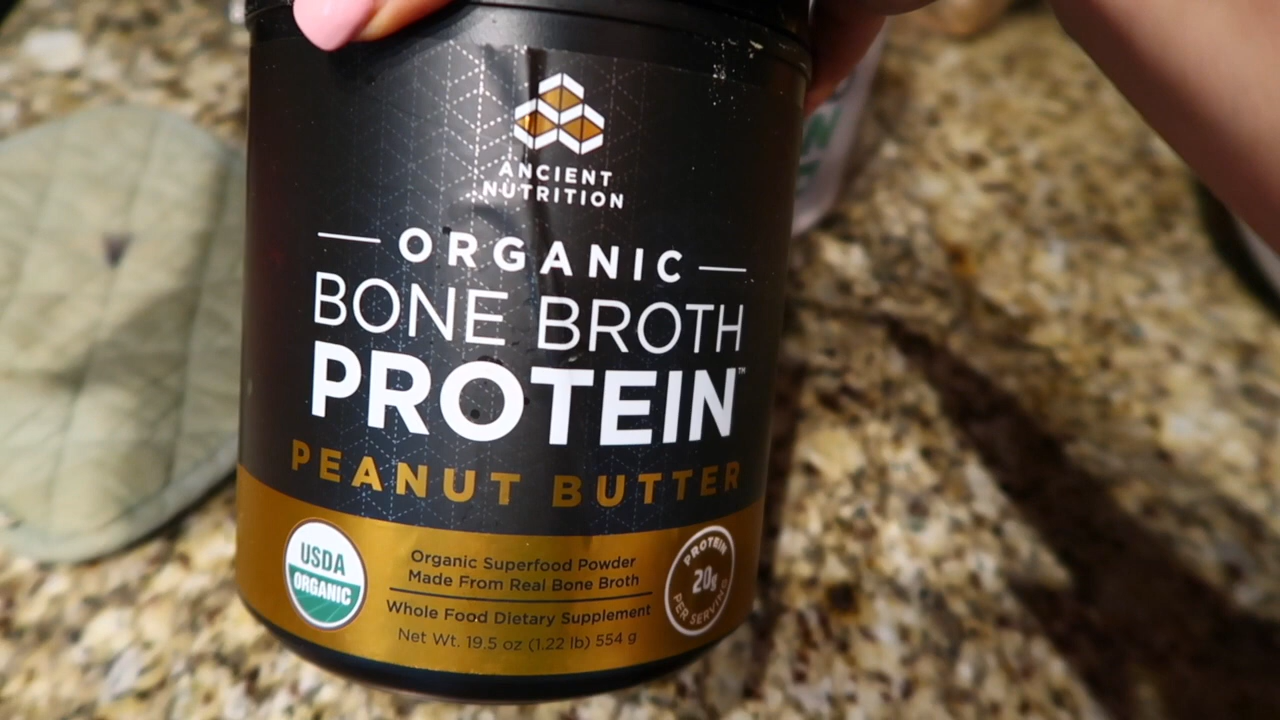 ANCIENT
NUTRITION
ORGANIC
BONE BROTH
PROTEIN™
PEANUT BUTTER
USDA
ORGANIC
Organic Superfood Powder
Made From Real Bone Broth
Whole Food Dietary Supplement
Net Wt. 19.5 oz (1.22 lb) 554 g
PROTEIN
20g
PER SERVING